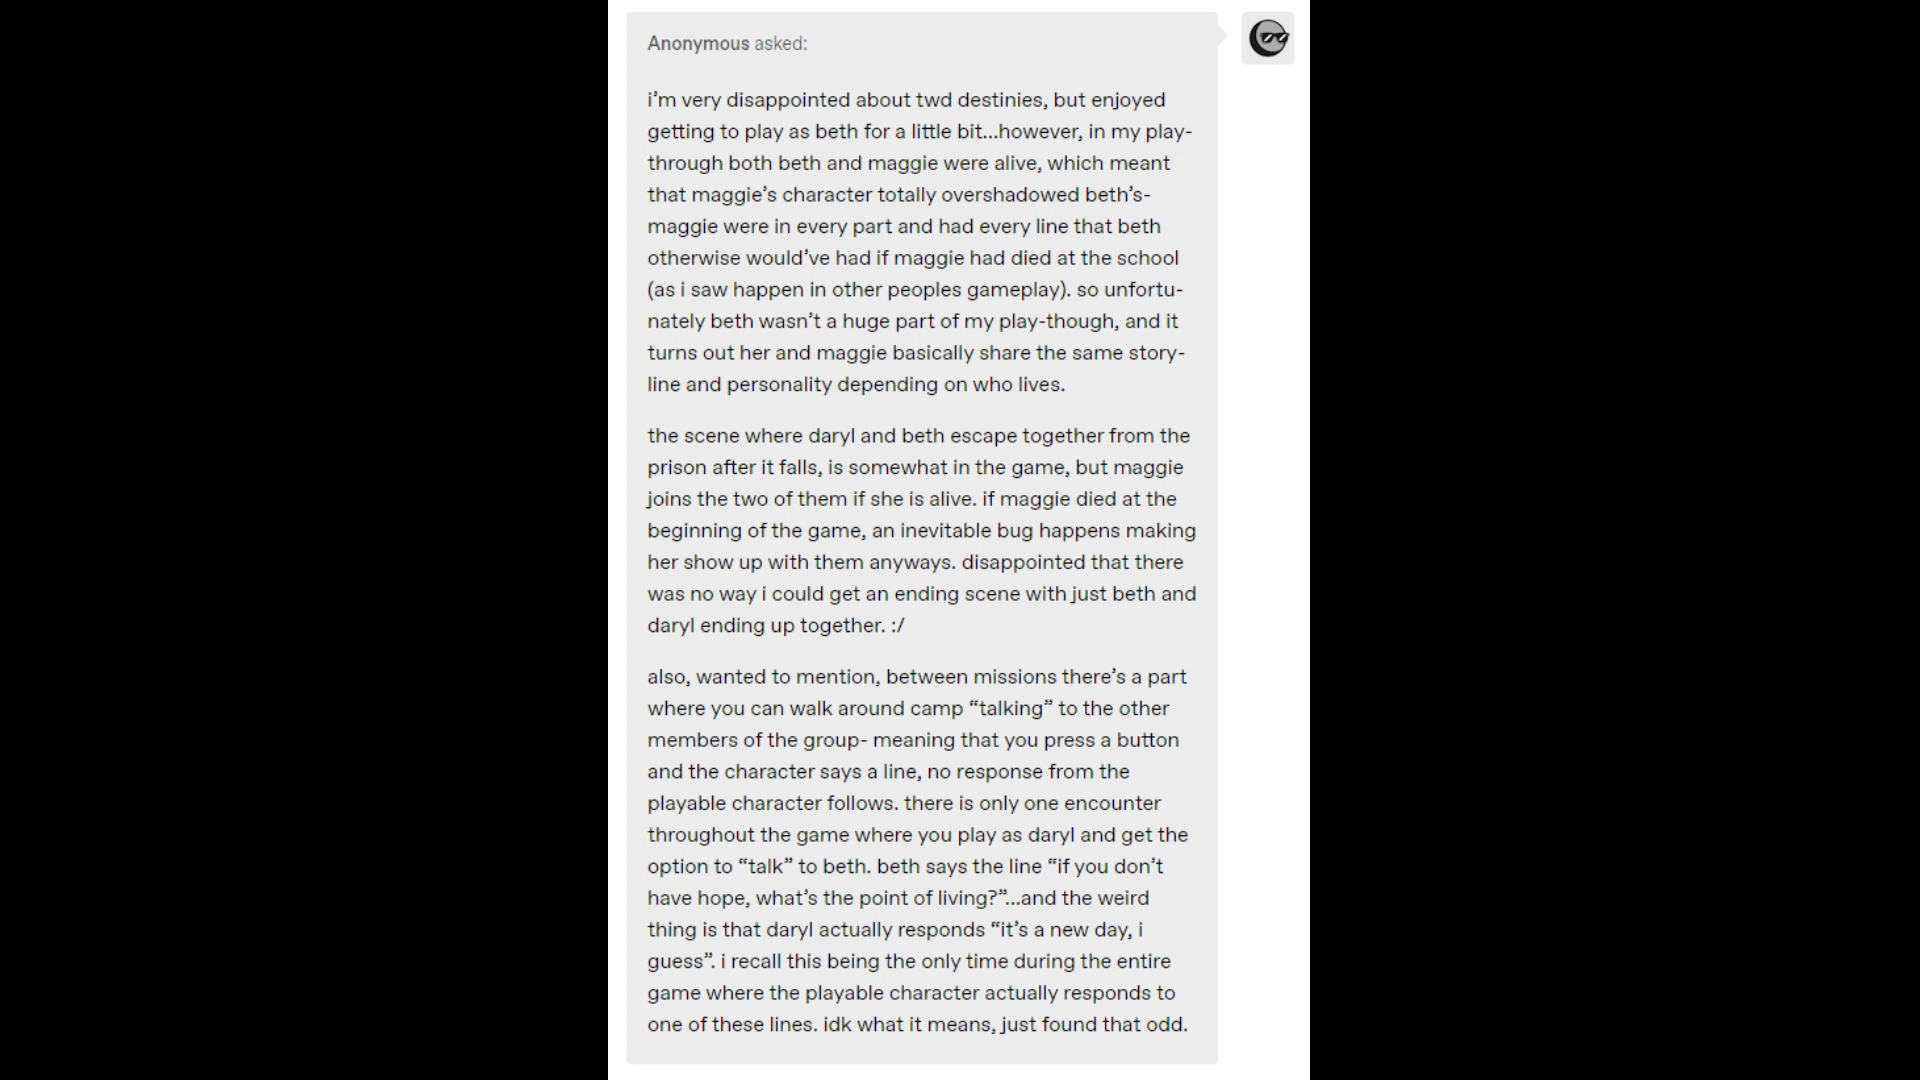 Anonymous asked:
i'm very disappointed about twd destinies, but enjoyed
getting to play as beth for a little bit...however, in my play-
through both beth and maggie were alive, which meant
that maggie's character totally overshadowed beth's-
maggie were in every part and had every line that beth
otherwise would've had if maggie had died at the school
(as i saw happen in other peoples gameplay). so unfortu-
nately beth wasn't a huge part of my play-though, and it
turns out her and maggie basically share the same story-
line and personality depending on who lives.
the scene where daryl and beth escape together from the
prison after it falls, is somewhat in the game, but maggie
joins the two of them if she is alive. if maggie died at the
beginning of the game, an inevitable bug happens making
her show up with them anyways. disappointed that there
was no way i could get an ending scene with just beth and
daryl ending up together. :/
also, wanted to mention, between missions there's a part
where you can walk around camp “talking” to the other
members of the group- meaning that you press a button
and the character says a line, no response from the
playable character follows. there is only one encounter
throughout the game where you play as daryl and get the
option to “talk” to beth. beth says the line “if you don't
have hope, what's the point of living?”...and the weird
thing is that daryl actually responds “it's a new day, i
guess”. i recall this being the only time during the entire
game where the playable character actually responds to
one of these lines. idk what it means, just found that odd.